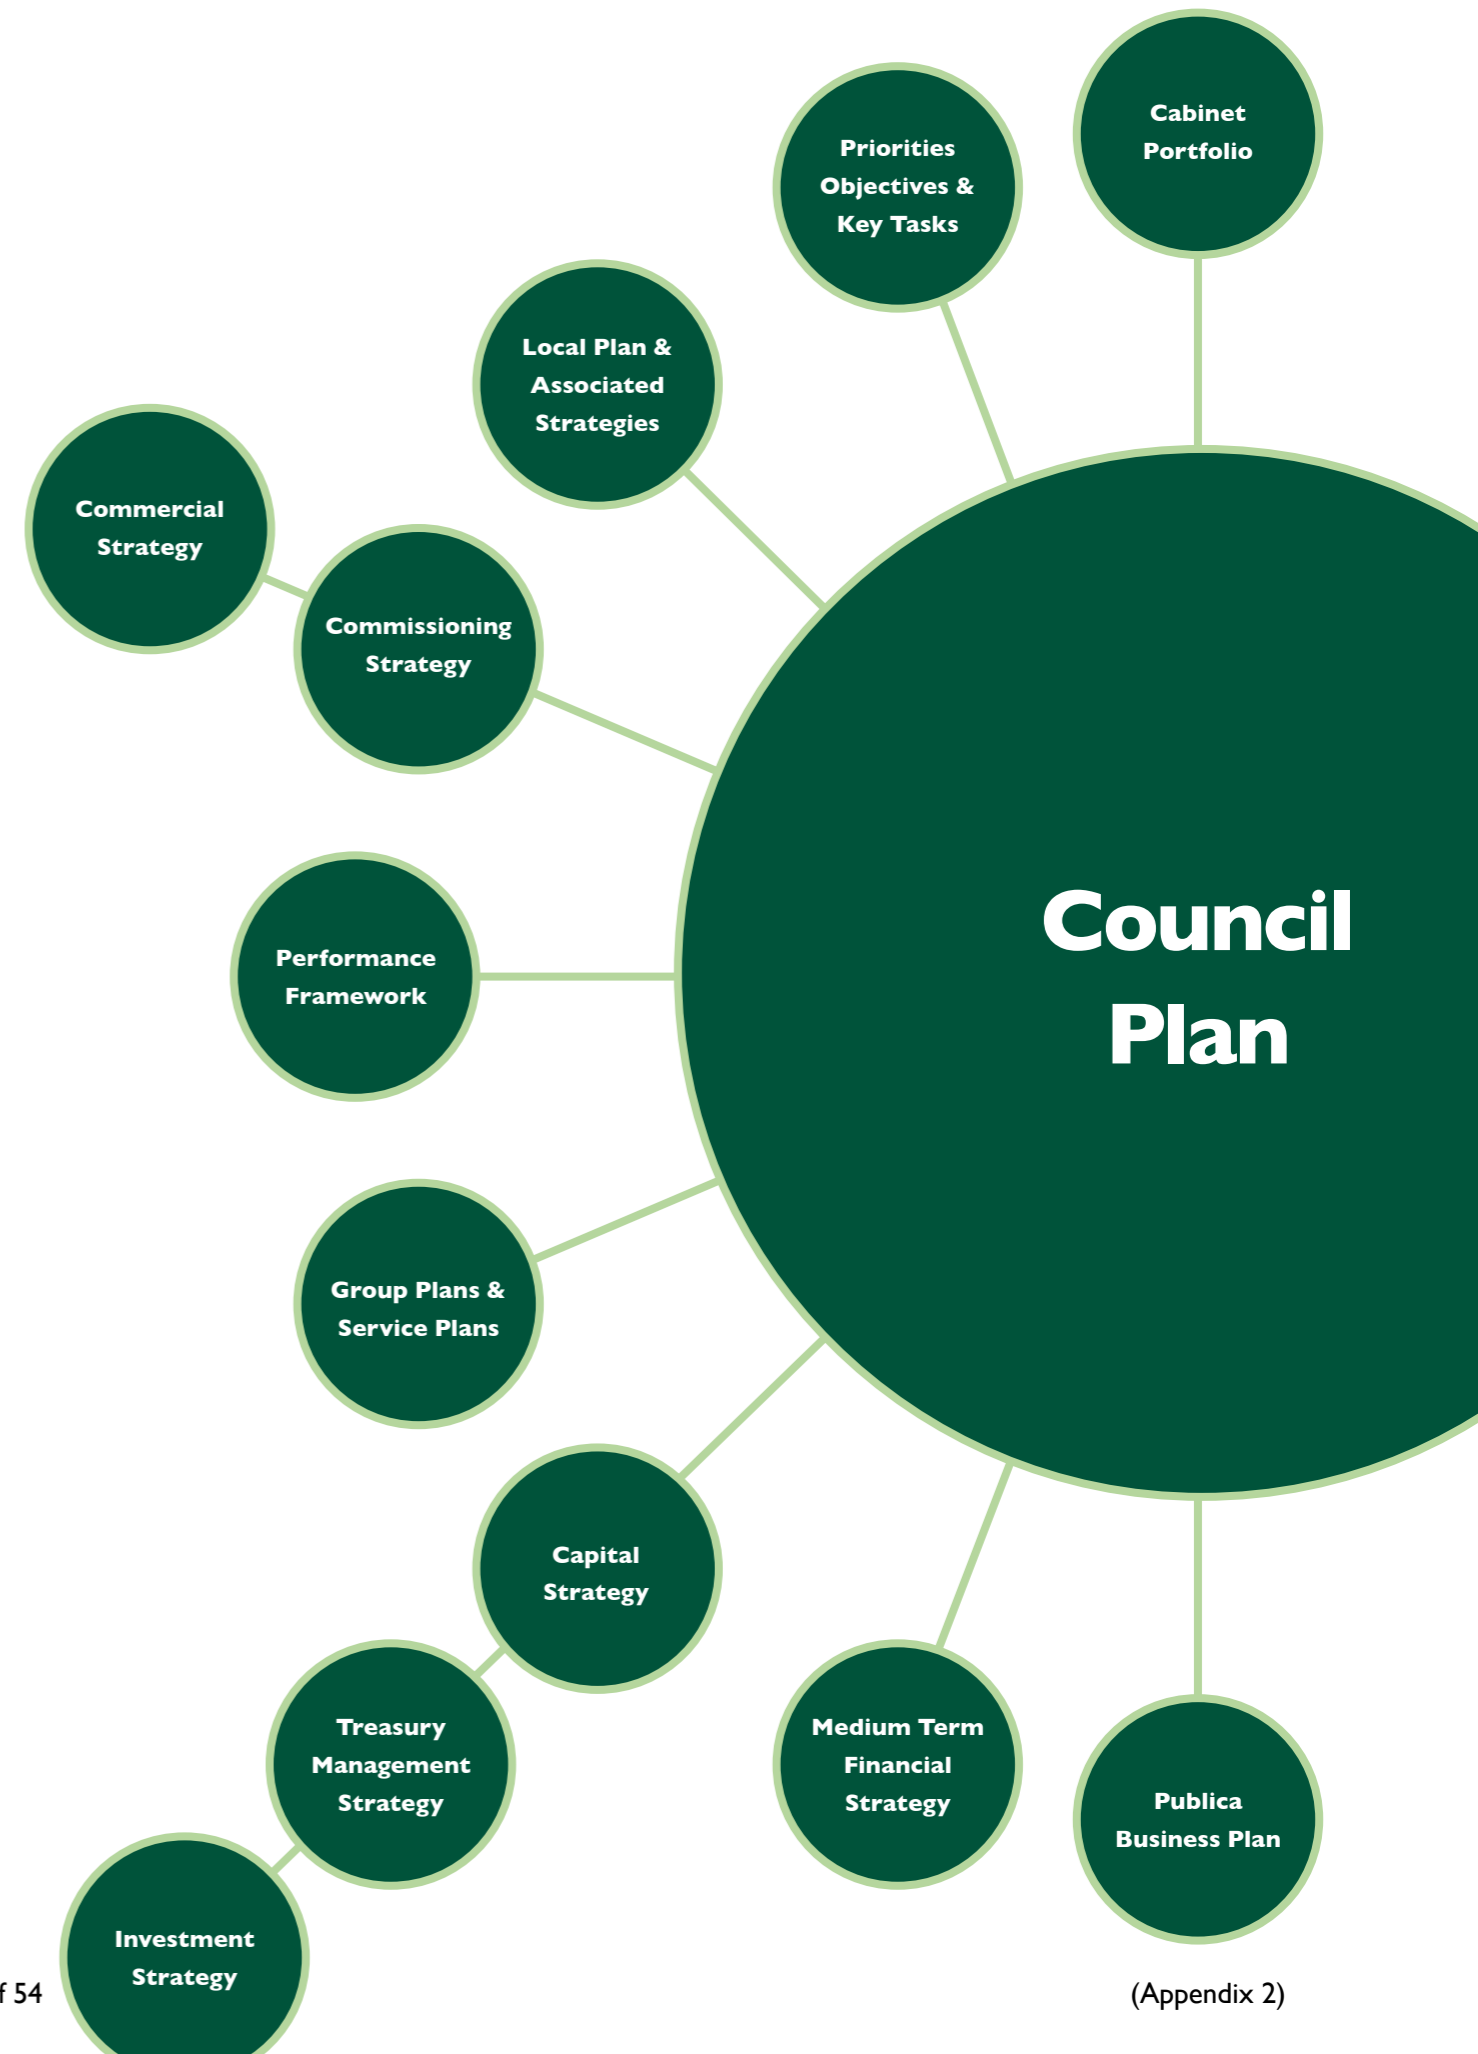 Cabinet
Portfolio
Priorities
Objectives &
Key Tasks
Local Plan &
Associated
Strategies
Commercial
Strategy
Commissioning
Strategy
Performance
Framework
Council
Plan
Group Plans &
Service Plans
Capital
Strategy
Treasury
Management
Strategy
Medium Term
Financial
Strategy
Publica
Business Plan
Investment
Strategy
f 54
(Appendix 2)